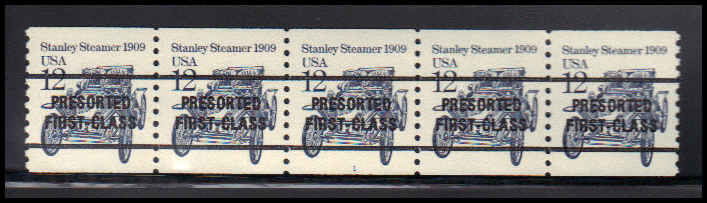 Stanley Steamer 1909 Stanley Steamer 1909 Stanley Steamer 1909 Stanley Steamer 1909 Stanley Steamer 1909
USA USA USA USA USA
12 12 12 12 12
PRESORTED PRESORTED PRESORTED PRESORTED PRESORTED
FIRST-CLASS FIRST-CLASS FIRST-CLASS FIRST-CLASS FIRST-CLASS
1